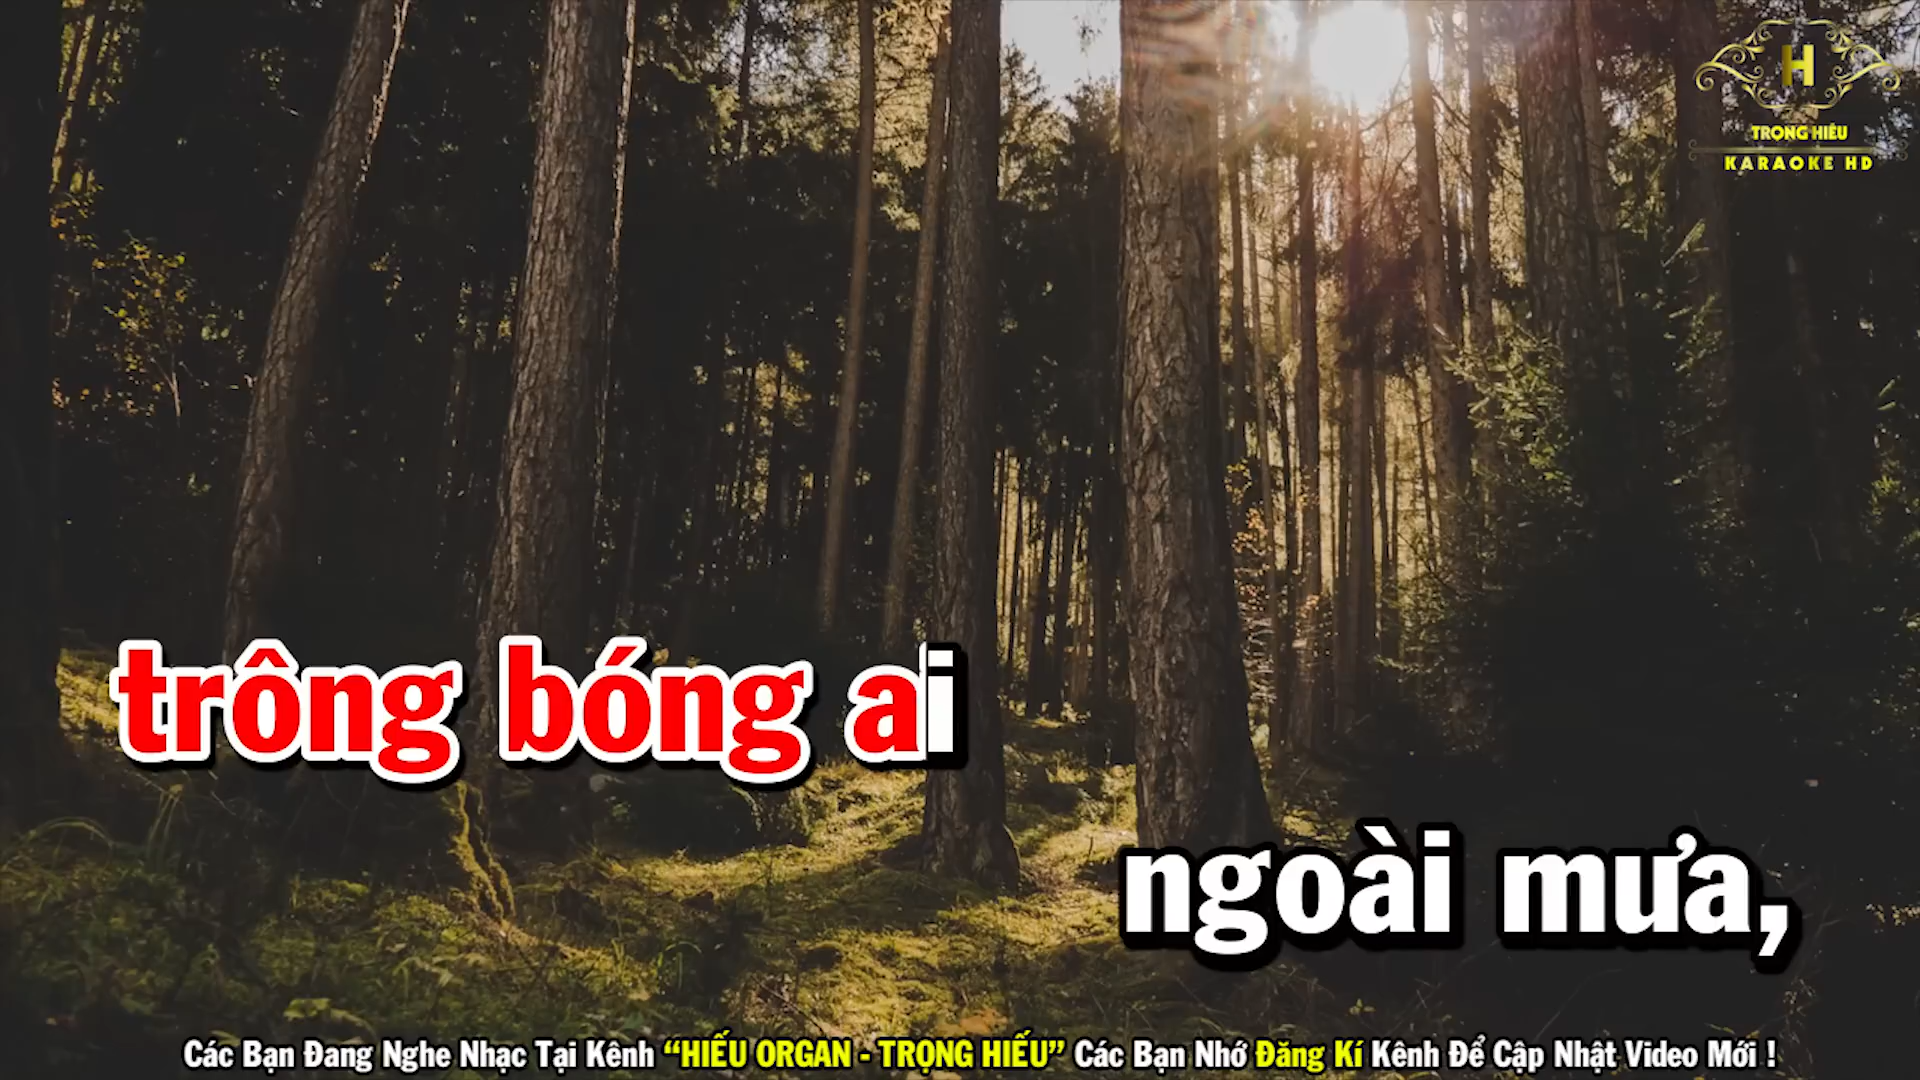 H
TRỌNG HIẾU
KARAOKE HD
trông bóng ai
ngoài mưa,
Các Bạn Đang Nghe Nhạc Tại Kênh “HIẾU ORGAN - TRỌNG HIẾU” Các Bạn Nhớ Đăng Kí Kênh Để Cập Nhật Video Mới !